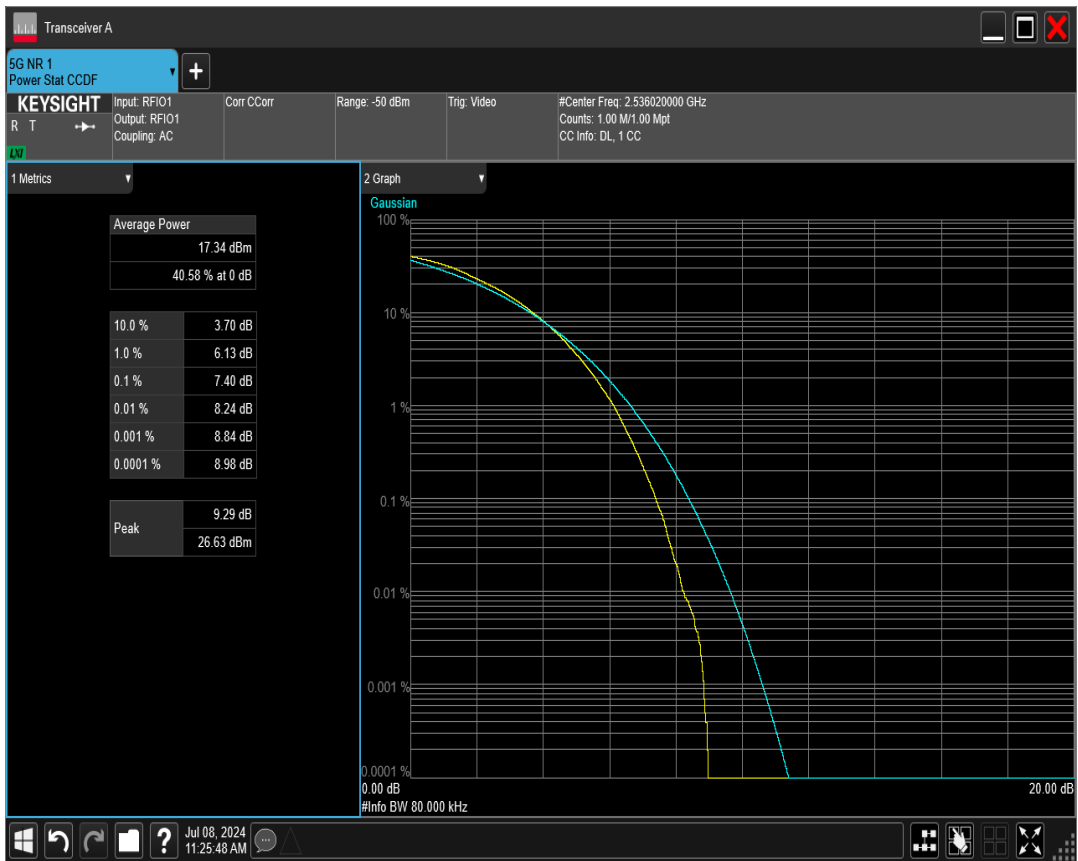 Transceiver A
5G NR 1
Power Stat CCDF
KEYSIGHT
R T
LXI
Input: RFIO1
Output: RFIO1
Coupling: AC
Corr CCorr
Range: -50 dBm
Trig: Video
#Center Freq: 2.536020000 GHz
Counts: 1.00 M/1.00 Mpt
CC Info: DL, 1 CC
1 Metrics
Average Power
17.34 dBm
40.58 % at 0 dB
10.0 % 3.70 dB
1.0 % 6.13 dB
0.1 % 7.40 dB
0.01 % 8.24 dB
0.001 % 8.84 dB
0.0001 % 8.98 dB
Peak
9.29 dB
26.63 dBm
2 Graph
Gaussian
100 %
10 %
1 %
0.1 %
0.01 %
0.001 %
0.0001 %
0.00 dB 20.00 dB
#Info BW 80.000 kHz
Jul 08, 2024
11:25:48 AM